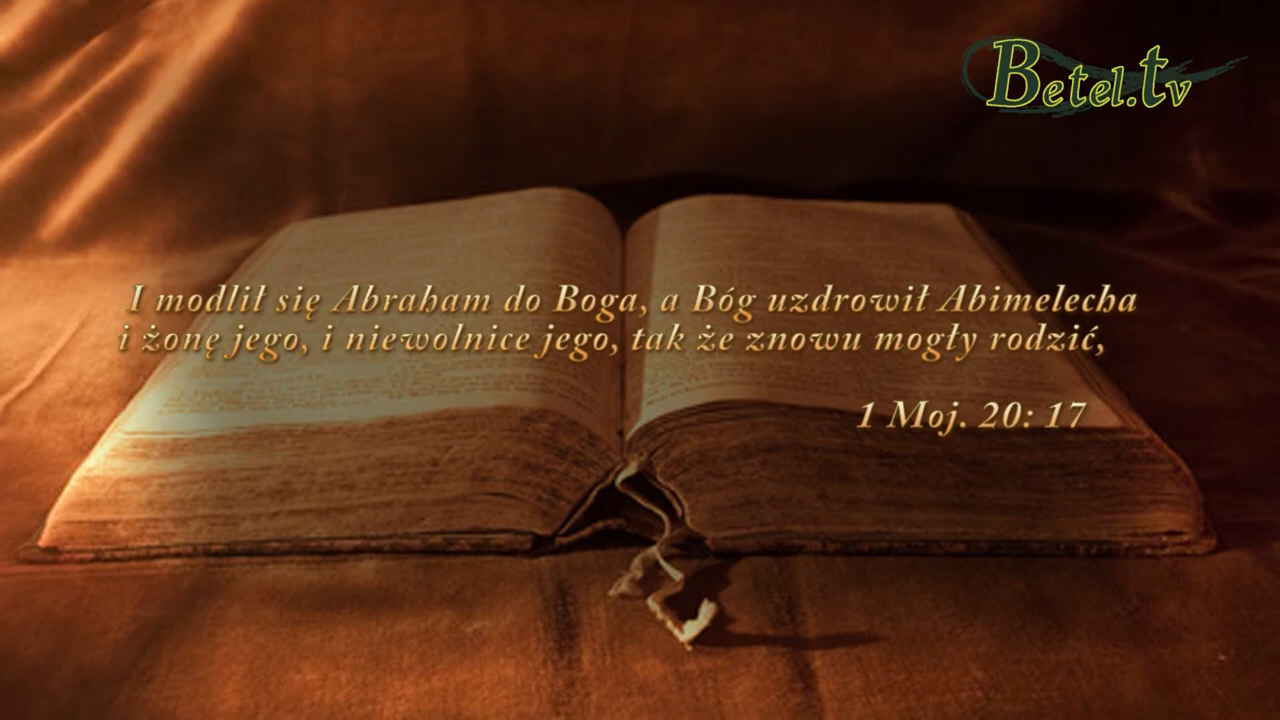 Betel.tv
I modlił się Abraham do Boga, a Bóg uzdrowił Abimelecha
i żonę jego, i niewolnice jego, tak że znowu mogły rodzić,
1 Moj. 20: 17